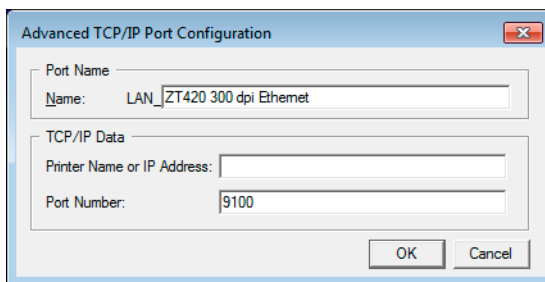 Advanced TCP/IP Port Configuration
Port Name
Name: LAN_ZT420 300 dpi Ethernet
TCP/IP Data
Printer Name or IP Address:
Port Number: 9100
OK Cancel